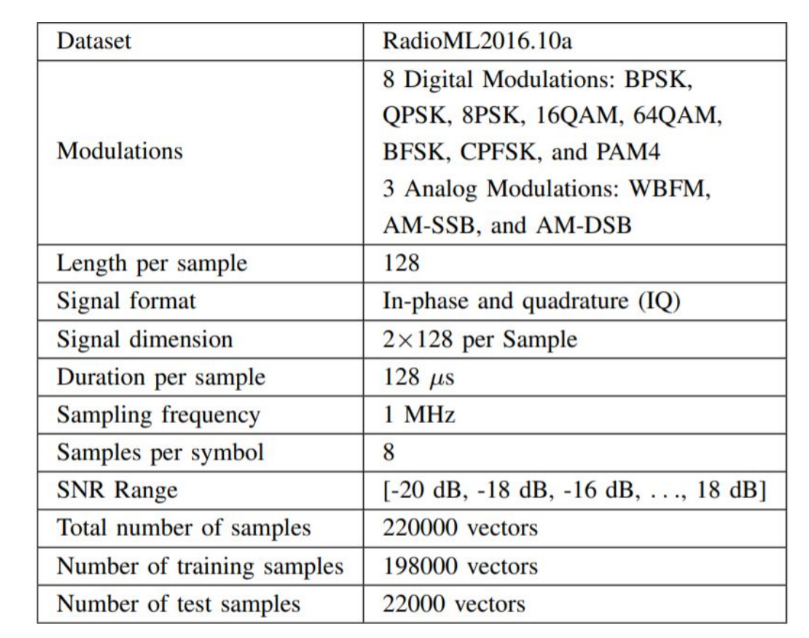 Dataset RadioML2016.10a
Modulations
8 Digital Modulations: BPSK,
QPSK, 8PSK, 16QAM, 64QAM,
BFSK, CPFSK, and PAM4
3 Analog Modulations: WBFM,
AM-SSB, and AM-DSB
Length per sample 128
Signal format In-phase and quadrature (IQ)
Signal dimension 2×128 per Sample
Duration per sample 128 μs
Sampling frequency 1 MHz
Samples per symbol 8
SNR Range [-20 dB, -18 dB, -16 dB, . . ., 18 dB]
Total number of samples 220000 vectors
Number of training samples 198000 vectors
Number of test samples 22000 vectors